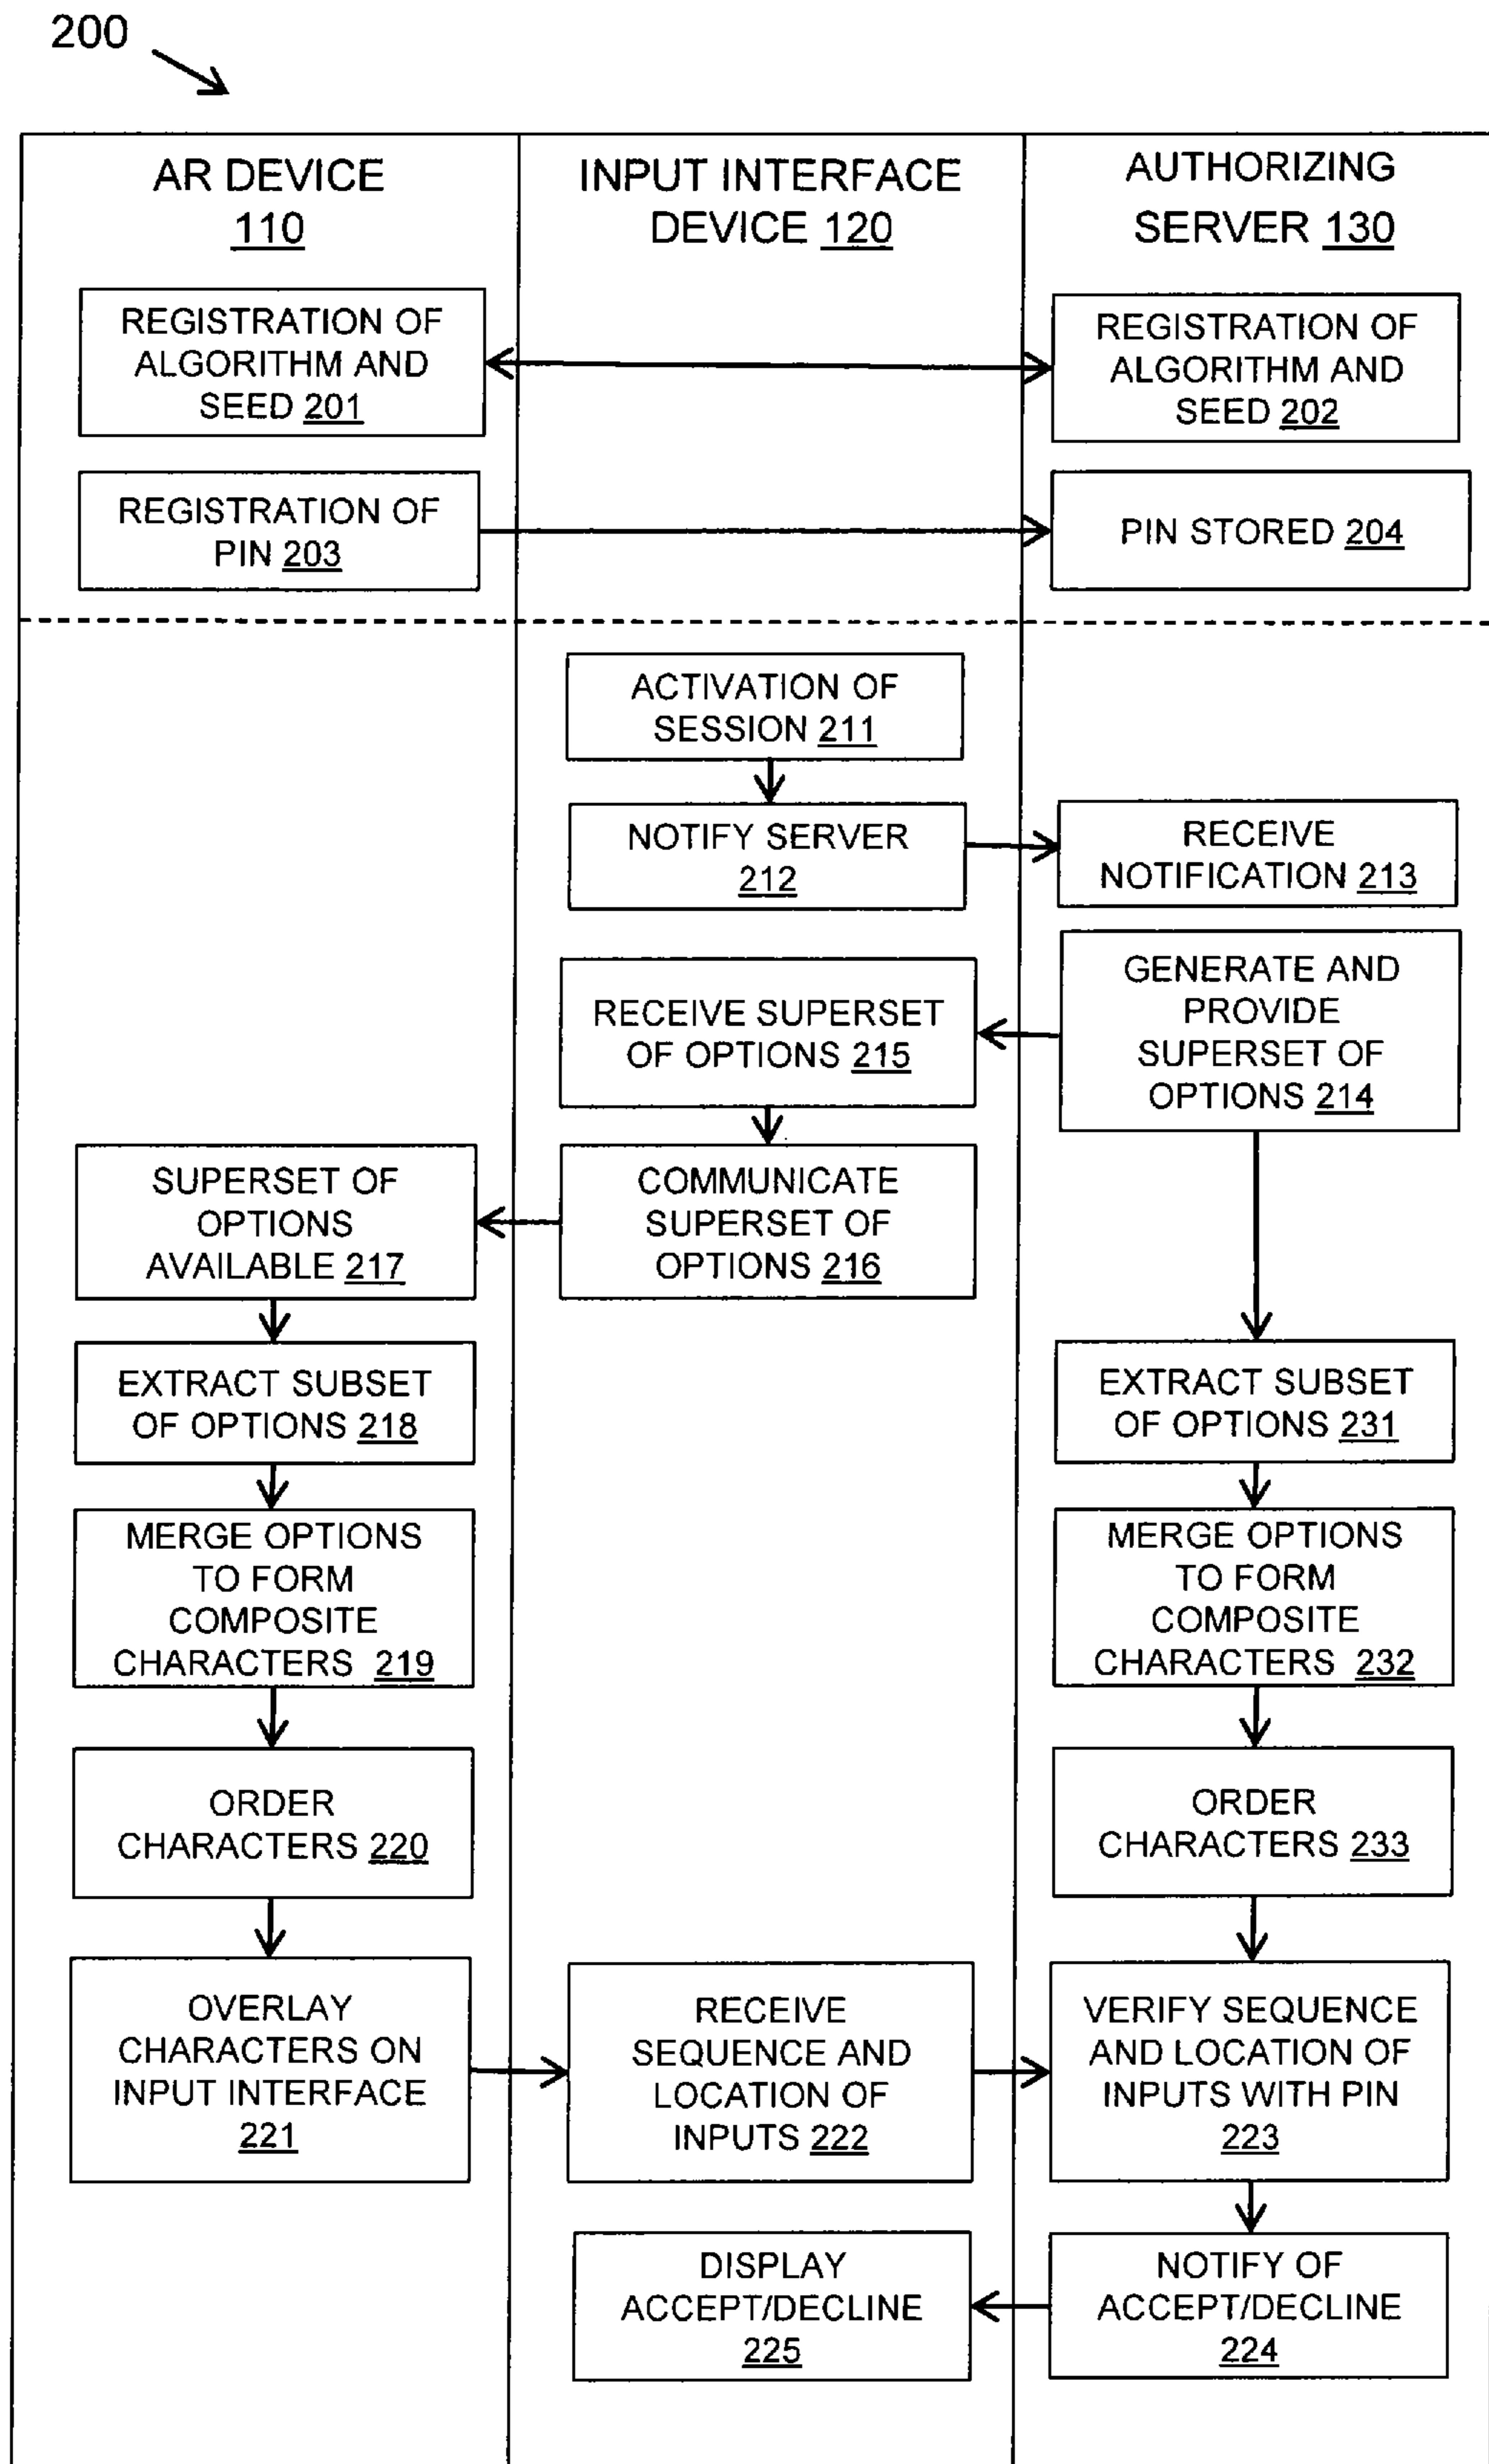 200
AR DEVICE
110
INPUT INTERFACE
DEVICE 120
AUTHORIZING
SERVER 130
REGISTRATION OF
ALGORITHM AND
SEED 201
REGISTRATION OF
ALGORITHM AND
SEED 202
REGISTRATION OF
PIN 203
PIN STORED 204
ACTIVATION OF
SESSION 211
NOTIFY SERVER
212
RECEIVE
NOTIFICATION 213
GENERATE AND
PROVIDE
SUPERSET OF
OPTIONS 214
RECEIVE SUPERSET
OF OPTIONS 215
COMMUNICATE
SUPERSET OF
OPTIONS 216
SUPERSET OF
OPTIONS
AVAILABLE 217
EXTRACT SUBSET
OF OPTIONS 218
EXTRACT SUBSET
OF OPTIONS 231
MERGE OPTIONS
TO FORM
COMPOSITE
CHARACTERS 219
MERGE OPTIONS
TO FORM
COMPOSITE
CHARACTERS 232
ORDER
CHARACTERS 220
ORDER
CHARACTERS 233
OVERLAY
CHARACTERS ON
INPUT INTERFACE
221
RECEIVE
SEQUENCE AND
LOCATION OF
INPUTS 222
VERIFY SEQUENCE
AND LOCATION OF
INPUTS WITH PIN
223
DISPLAY
ACCEPT/DECLINE
225
NOTIFY OF
ACCEPT/DECLINE
224